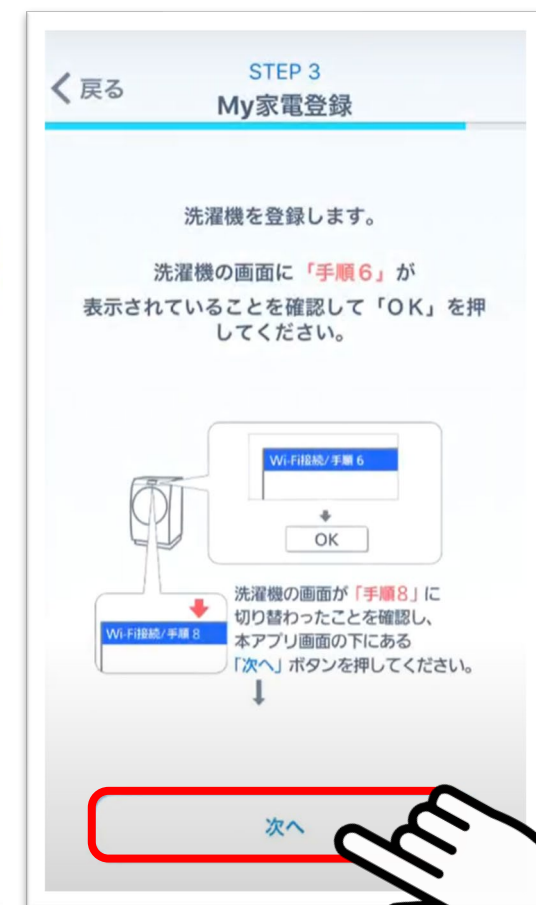 戻る
STEP 3
My家電登録
洗濯機を登録します。
洗濯機の画面に「手順6」が
表示されていることを確認して「OK」を押
してください。
Wi-Fi接続/手順 6
OK
洗濯機の画面が「手順8」に
切り替わったことを確認し、
本アプリ画面の下にある
「次へ」ボタンを押してください。
Wi-Fi接続/手順 8
次へ